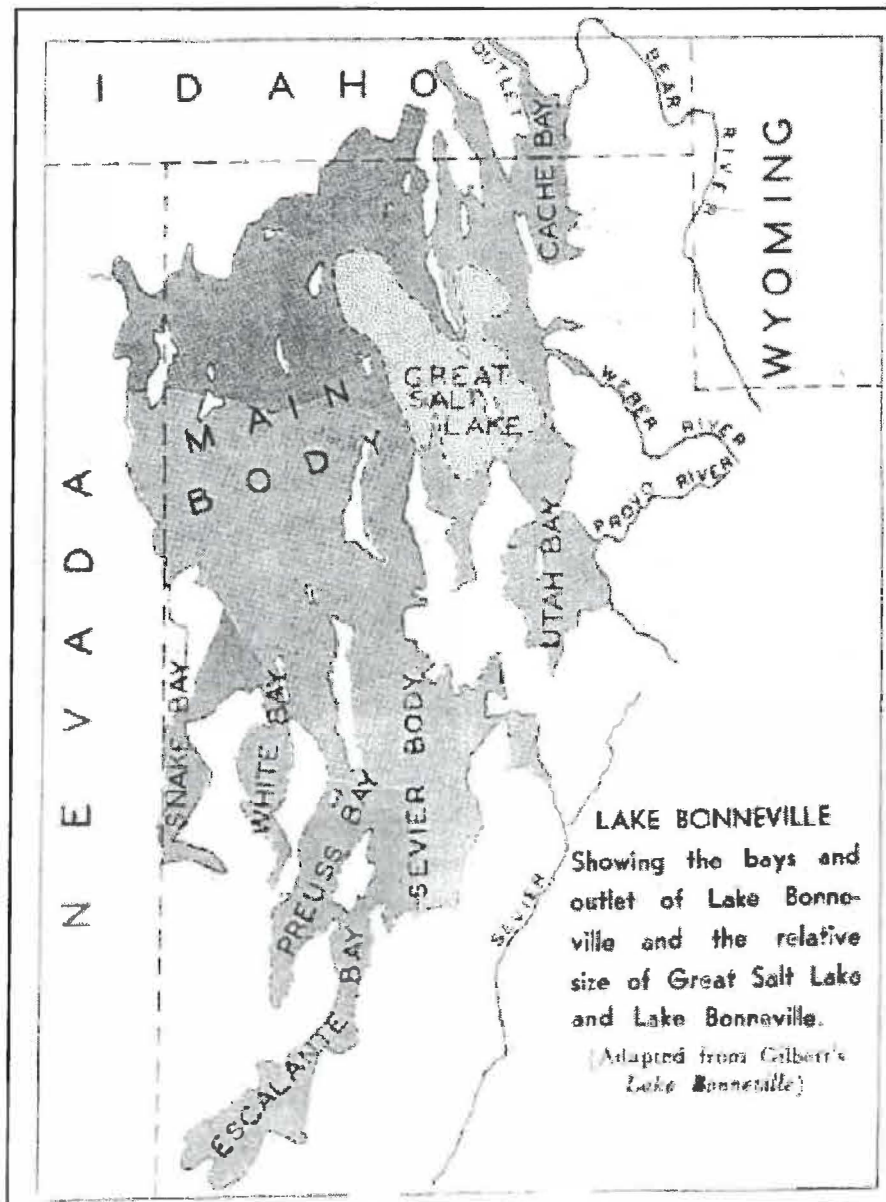 IDAHO
OUTLET
CACHE BAY
BEAR RIVER
WYOMING
GREAT
SALT
LAKE
MAIN
BODY
WEBER RIVER
PROVO RIVER
UTAH BAY
NEVADA
SNAKE BAY
WHITE BAY
PREUSS BAY
SEVIER BODY
ESCALANTE BAY
SEVIER
LAKE BONNEVILLE
Showing the bays and
outlet of Lake Bonne-
ville and the relative
size of Great Salt Lake
and Lake Bonneville.
(Adapted from Gilbert's
Lake Bonneville)